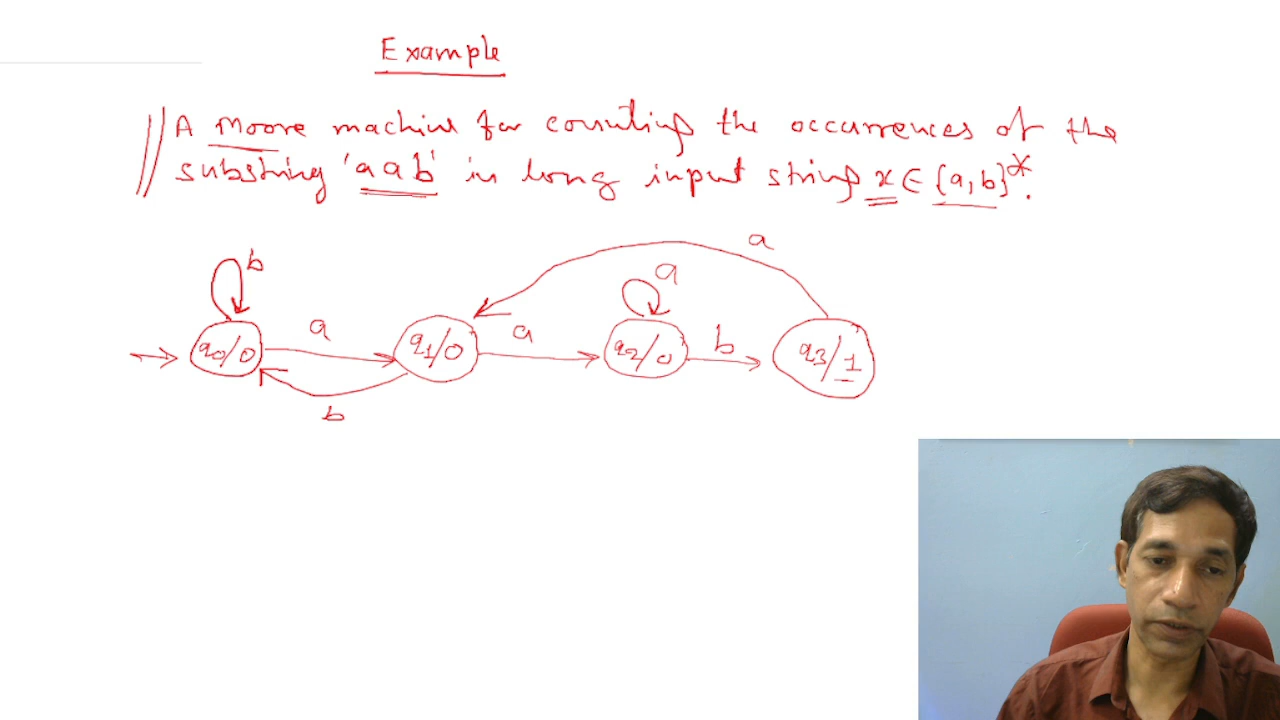 Example
A Moore machine for counting the occurrences of the
substring 'aab' in long input string x ∈ {a,b}*.
b
a
a
q0/0
a
q1/0
a
q2/0
b
q3/1
b